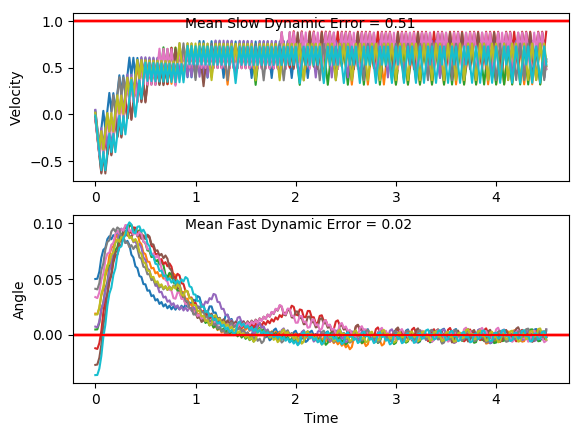 Mean Slow Dynamic Error = 0.51
1.0
0.5
0.0
−0.5
Velocity
0 1 2 3 4
Mean Fast Dynamic Error = 0.02
0.10
0.05
0.00
Angle
0 1 2 3 4
Time